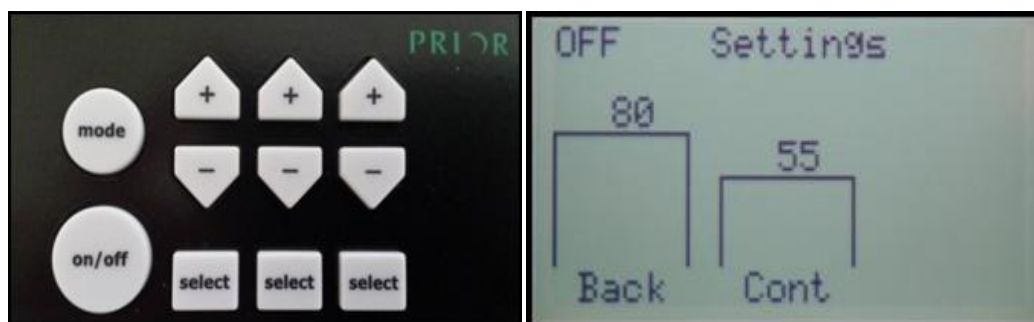 PRIOR
+ + +
mode
- - -
on/off
select select select
OFF Settings
80
55
Back Cont